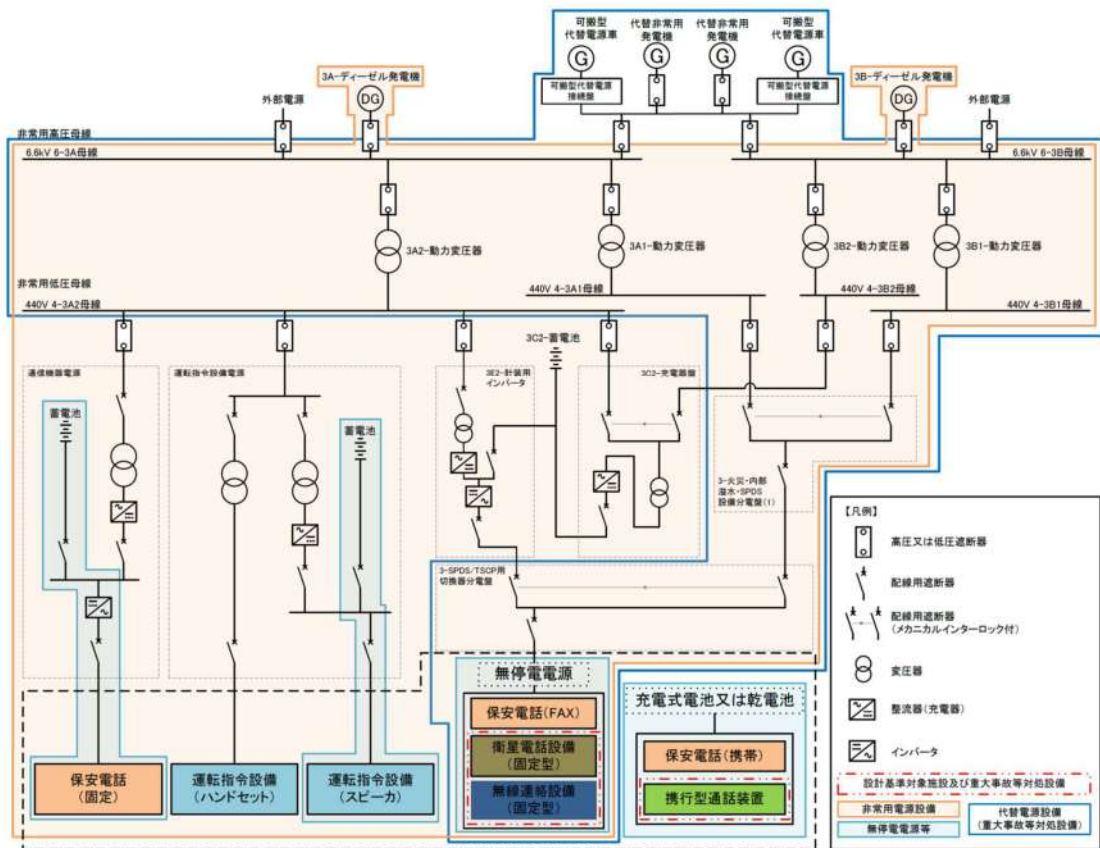 可搬型
代替電源車
代替非常用
発電機
代替非常用
発電機
可搬型
代替電源車
G
G
G
G
3A-ディーゼル発電機
DG
3B-ディーゼル発電機
DG
可搬型代替電源
接続盤
可搬型代替電源
接続盤
外部電源
外部電源
非常用高圧母線
6.6kV 6-3A母線
6.6kV 6-3B母線
3A2-動力変圧器
3A1-動力変圧器
3B2-動力変圧器
3B1-動力変圧器
非常用低圧母線
440V 4-3A2母線
440V 4-3A1母線
440V 4-3B2母線
440V 4-3B1母線
通信機器電源
運転指令設備電源
3E2-計装用
インバータ
3C2-蓄電池
3C2-充電器盤
蓄電池
蓄電池
3-火災・内部
溢水・SPDS
設備分電盤(1)
3-SPDS/TSCP用
切換器分電盤
無停電電源
保安電話(FAX)
衛星電話設備
(固定型)
無線連絡設備
(固定型)
充電式電池又は乾電池
保安電話(携帯)
携行型通話装置
保安電話
(固定)
運転指令設備
(ハンドセット)
運転指令設備
(スピーカ)
【凡例】
高圧又は低圧遮断器
配線用遮断器
配線用遮断器
(メカニカルインターロック付)
変圧器
整流器(充電器)
インバータ
設計基準対象施設及び重大事故等対処設備
非常用電源設備
無停電電源等
代替電源設備
(重大事故等対処設備)